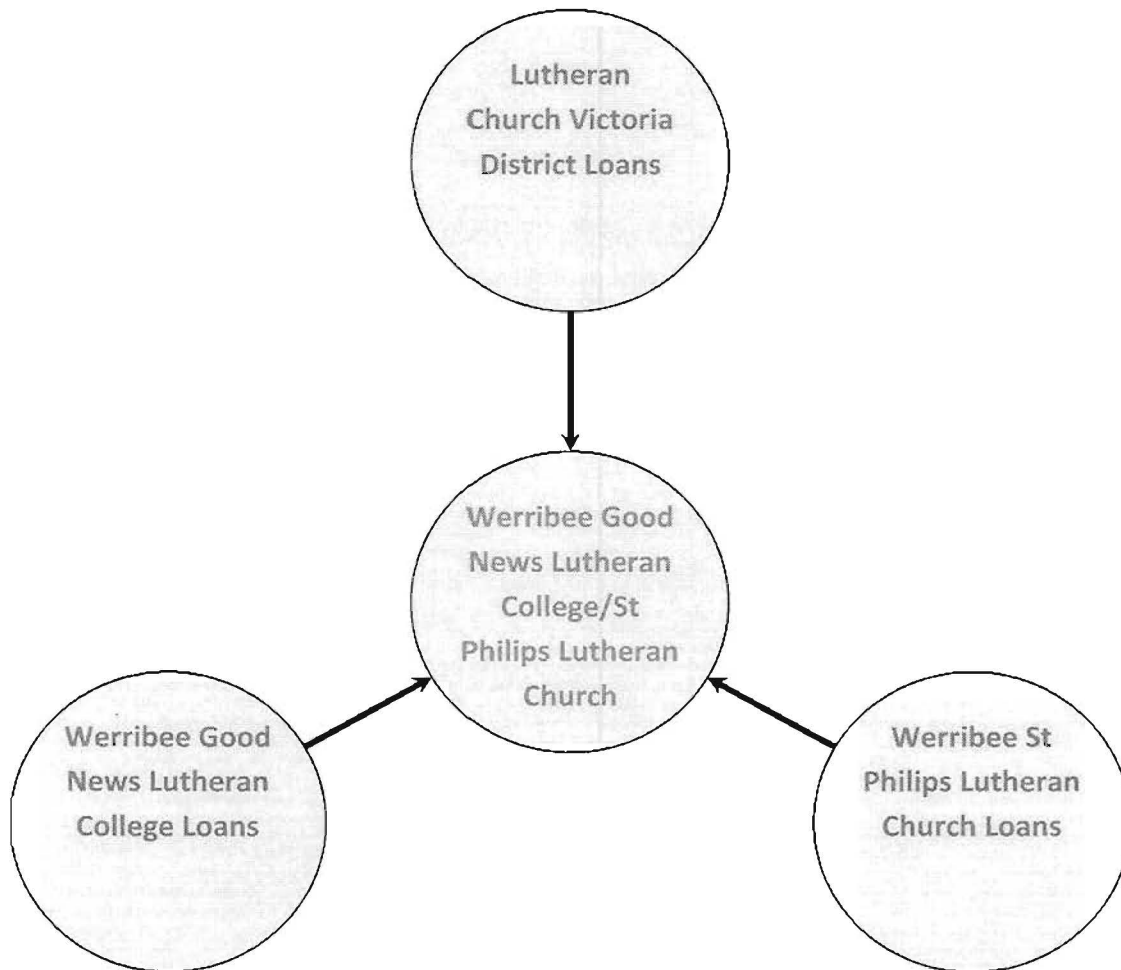 Lutheran
Church Victoria
District Loans
Werribee Good
News Lutheran
College/St
Philips Lutheran
Church
Werribee Good
News Lutheran
College Loans
Werribee St
Philips Lutheran
Church Loans